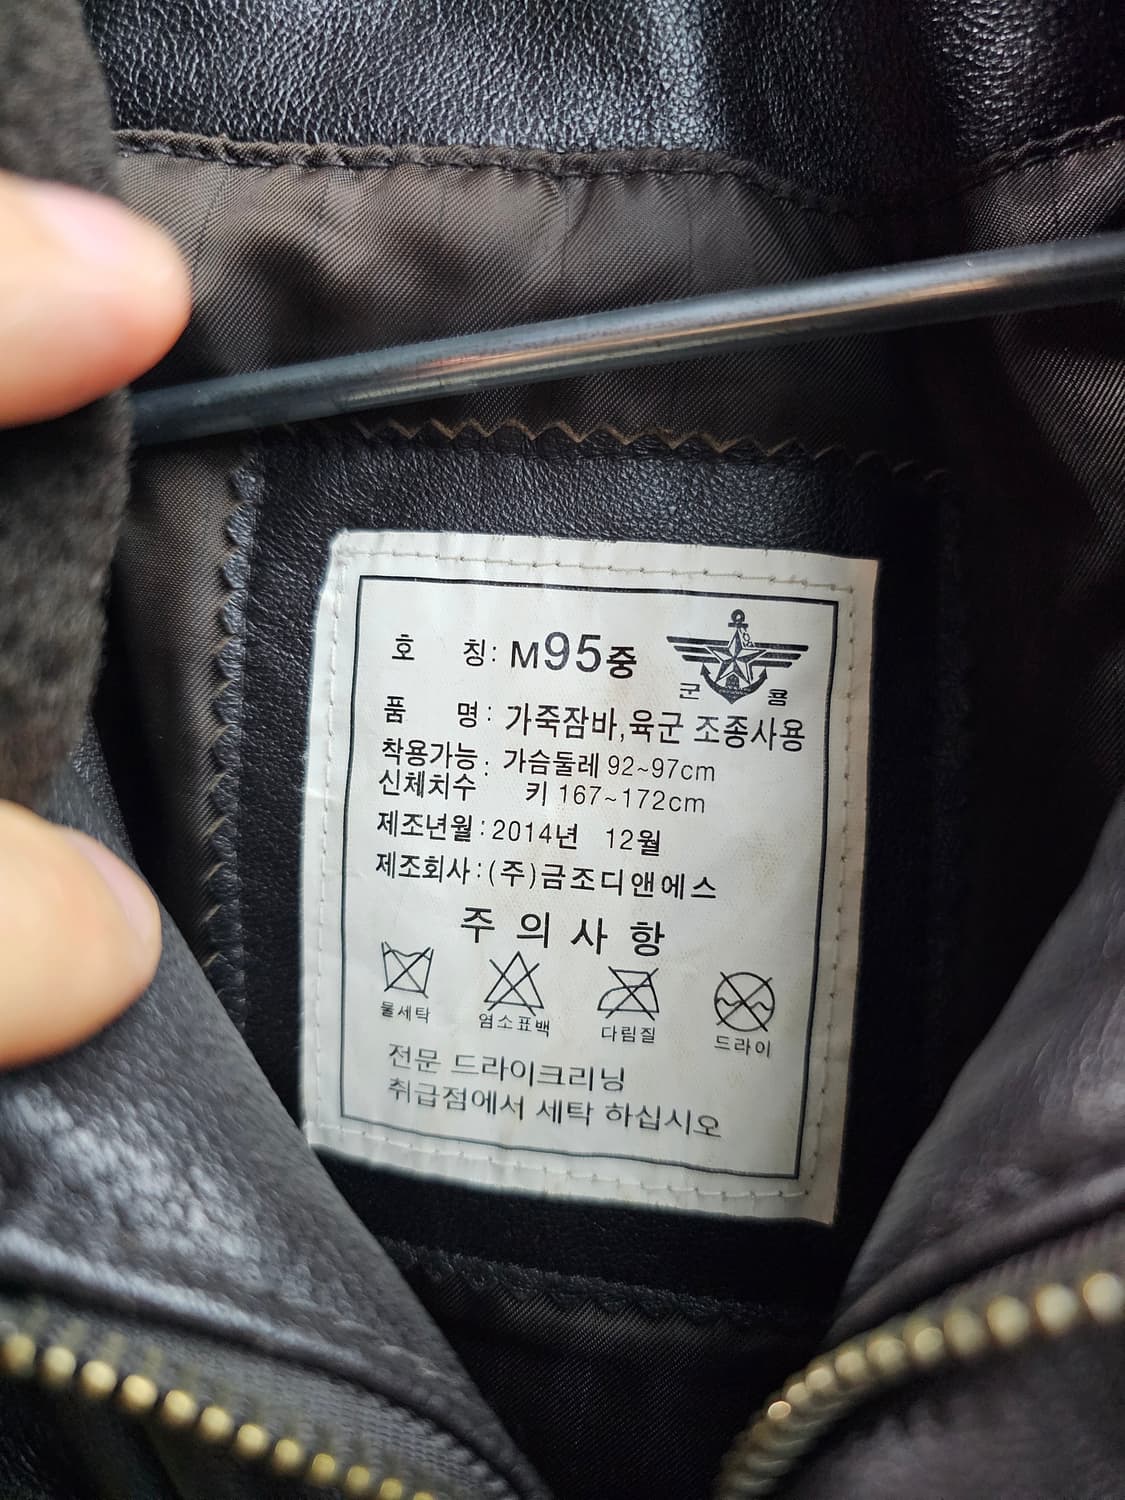 호 칭: M95중
군 용
품 명: 가죽잠바,육군 조종사용
착용가능 신체치수: 가슴둘레 92~97cm
키 167~172cm
제조년월:2014년 12월
제조회사:(주)금조디앤에스
주의사항
물세탁 염소표백 다림질 드라이
전문 드라이크리닝
취급점에서 세탁 하십시오